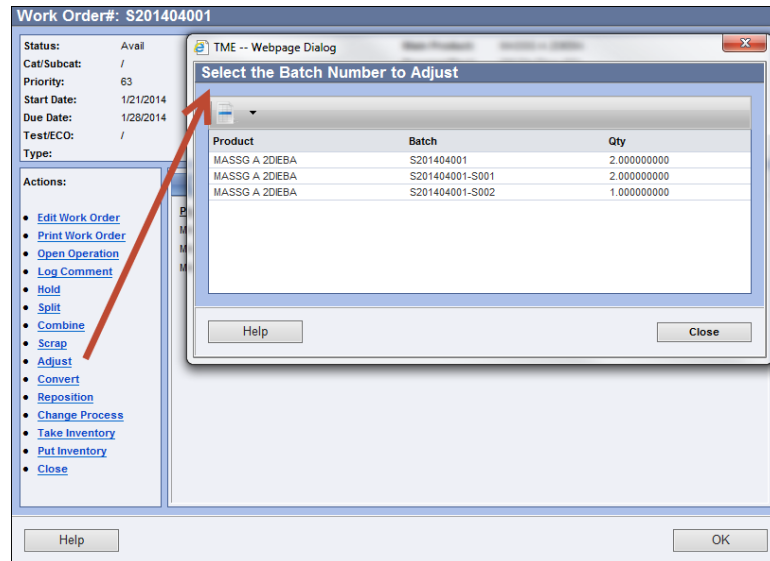 Work Order#: S201404001
Status: Avail
Cat/Subcat: /
Priority: 63
Start Date: 1/21/2014
Due Date: 1/28/2014
Test/ECO: /
Type:
Actions:
Edit Work Order
Print Work Order
Open Operation
Log Comment
Hold
Split
Combine
Scrap
Adjust
Convert
Reposition
Change Process
Take Inventory
Put Inventory
Close
TME -- Webpage Dialog
Select the Batch Number to Adjust
Product Batch Qty
MASSG A 2DIEBA S201404001 2.000000000
MASSG A 2DIEBA S201404001-S001 2.000000000
MASSG A 2DIEBA S201404001-S002 1.000000000
Help Close
Help OK